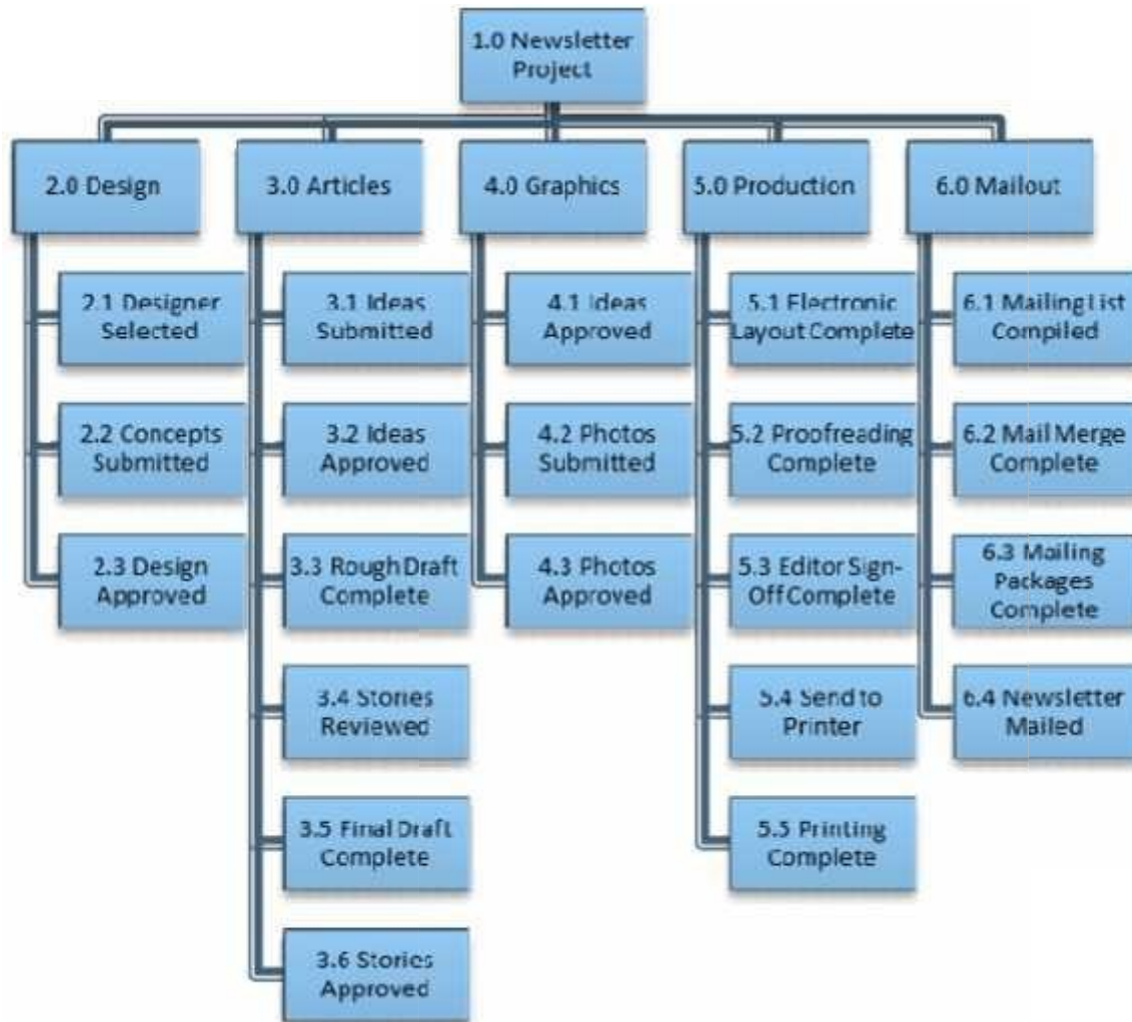 1.0 Newsletter
Project
2.0 Design
3.0 Articles
4.0 Graphics
5.0 Production
6.0 Mailout
2.1 Designer
Selected
3.1 Ideas
Submitted
4.1 Ideas
Approved
5.1 Electronic
Layout Complete
6.1 Mailing List
Compiled
2.2 Concepts
Submitted
3.2 Ideas
Approved
4.2 Photos
Submitted
5.2 Proofreading
Complete
6.2 Mail Merge
Complete
2.3 Design
Approved
3.3 Rough Draft
Complete
4.3 Photos
Approved
5.3 Editor Sign-
Off Complete
6.3 Mailing
Packages
Complete
3.4 Stories
Reviewed
5.4 Send to
Printer
6.4 Newsletter
Mailed
3.5 Final Draft
Complete
5.5 Printing
Complete
3.6 Stories
Approved